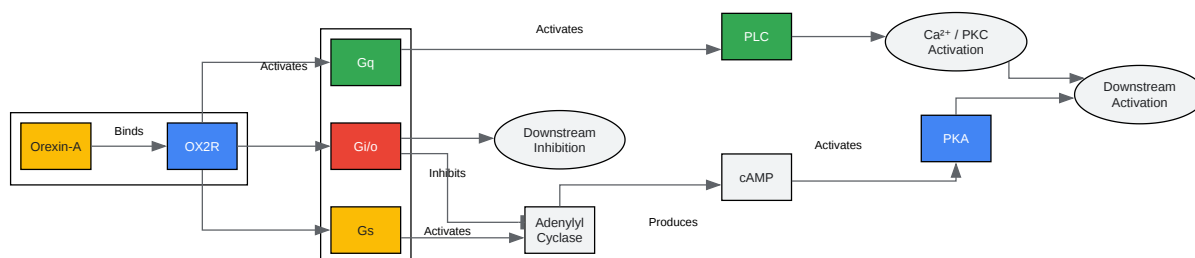 Activates
PLC
Ca²⁺ / PKC
Activation
Activates
Gq
Downstream
Activation
Orexin-A
Binds
OX2R
Gi/o
Downstream
Inhibition
PKA
Activates
Inhibits
cAMP
Gs
Activates
Adenylyl
Cyclase
Produces